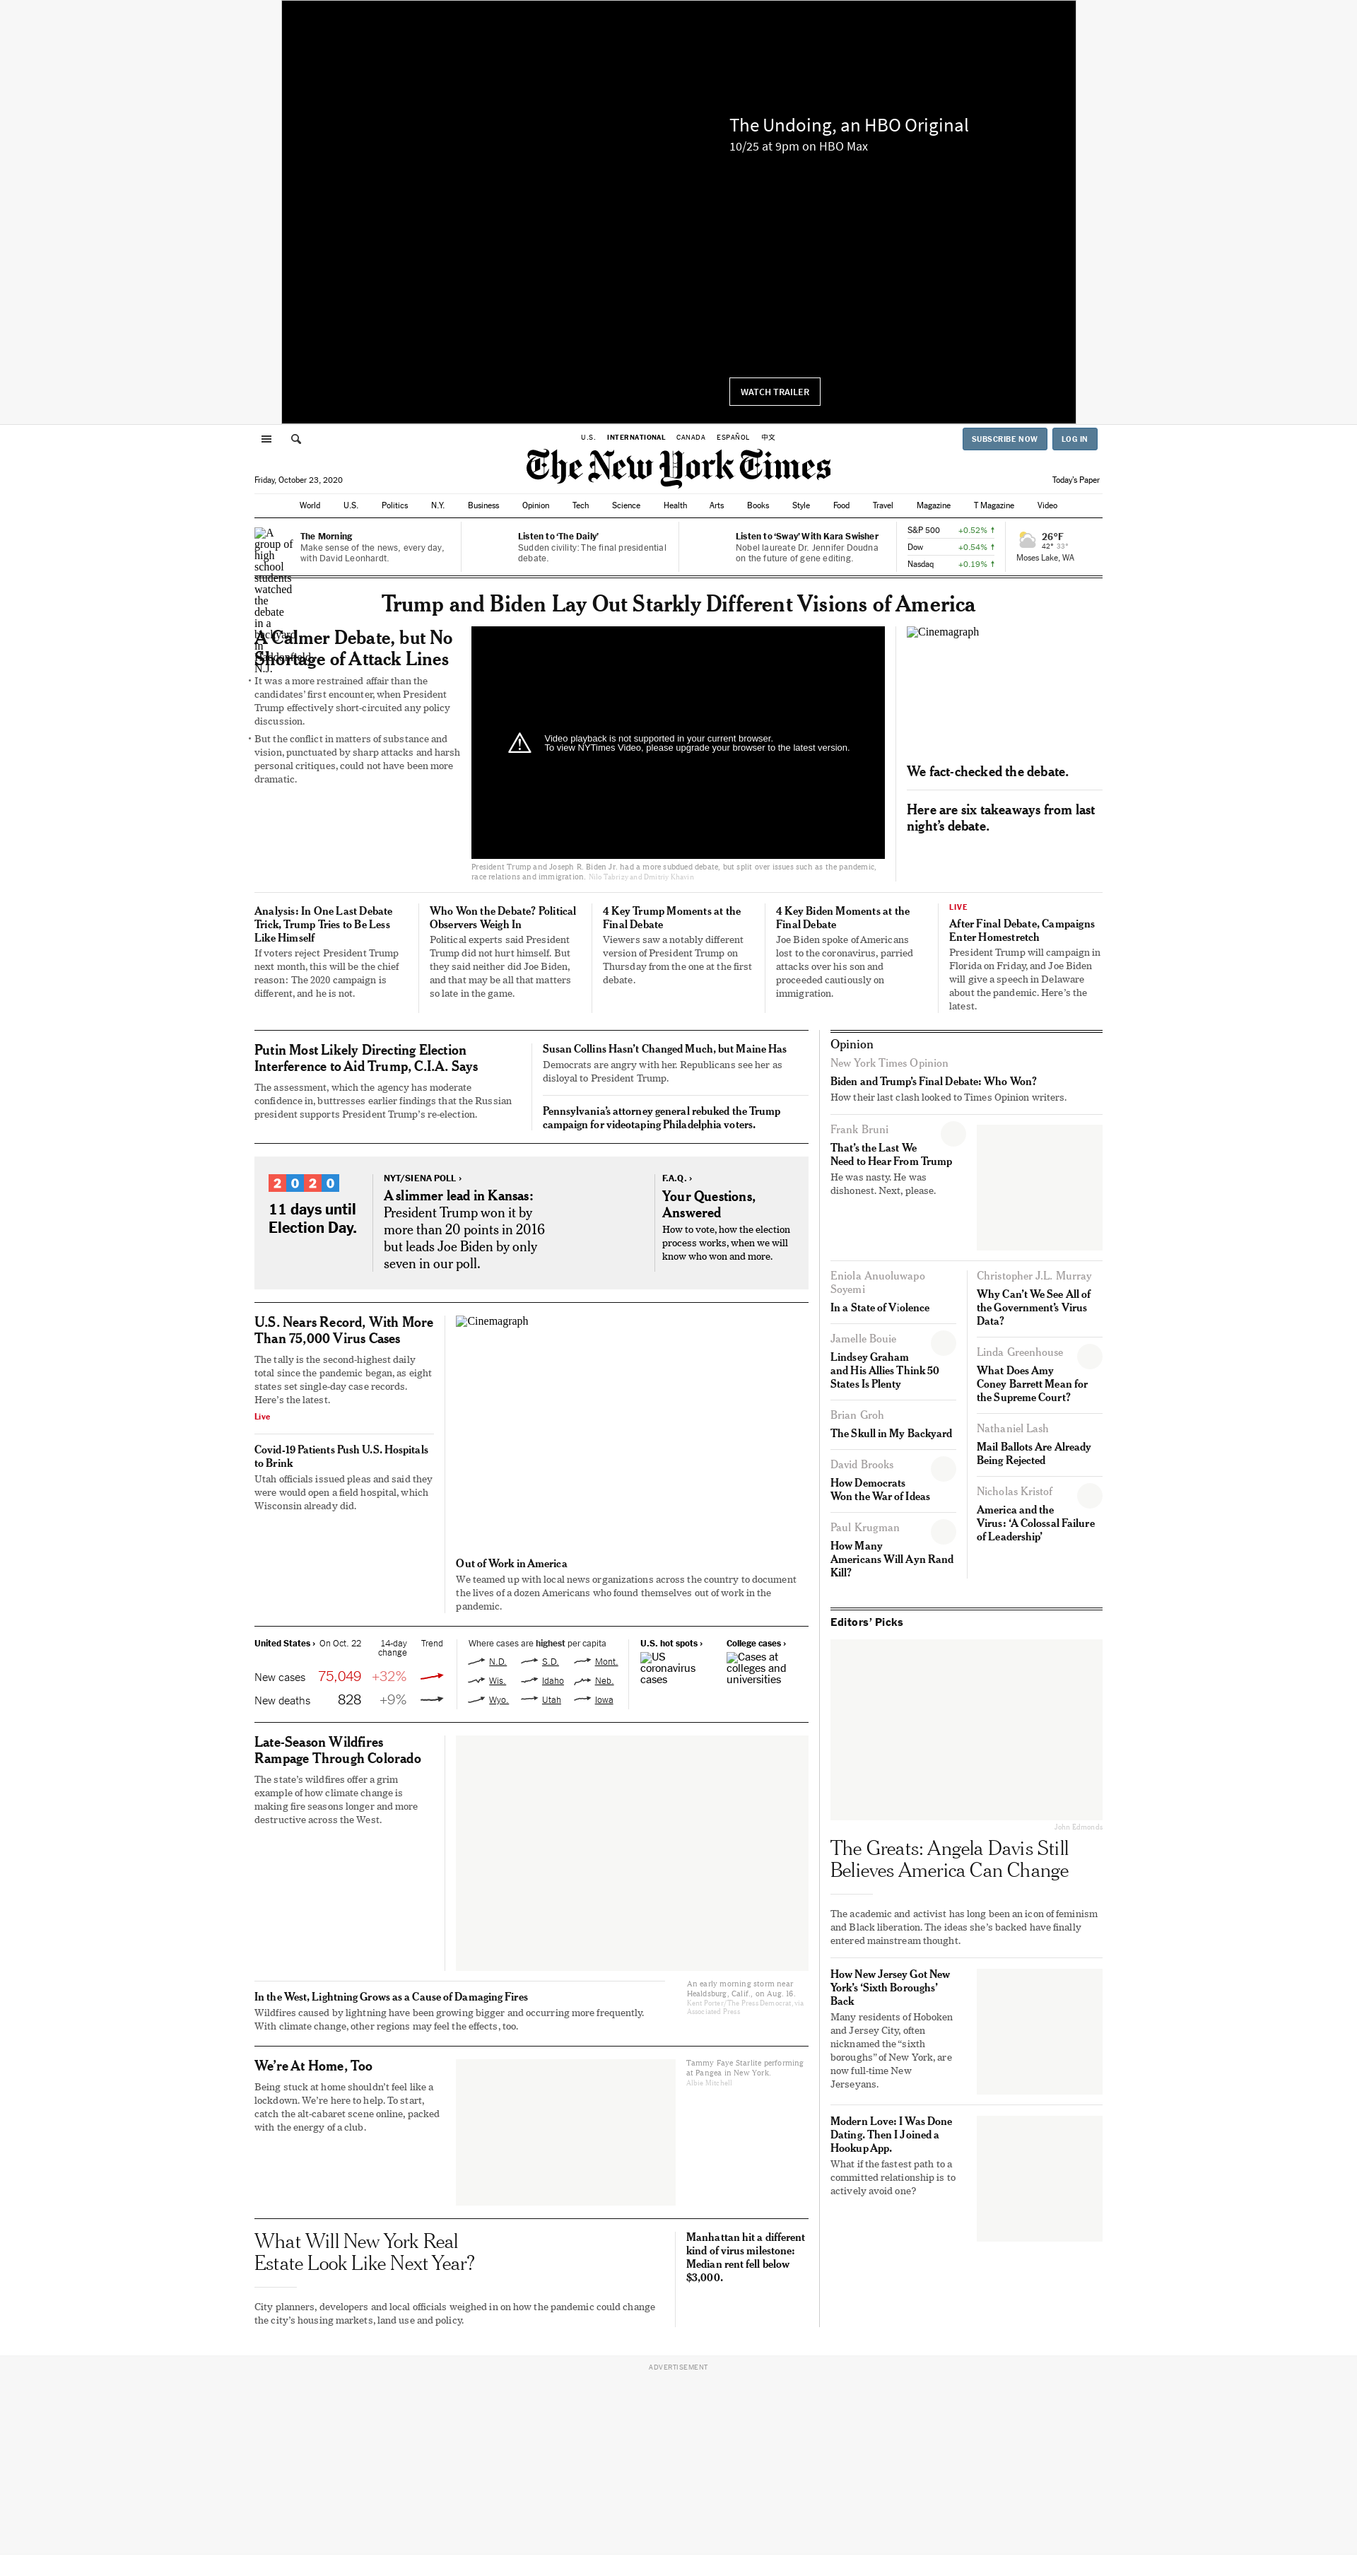 The Undoing, an HBO Original
10/25 at 9pm on HBO Max
WATCH TRAILER
U.S. INTERNATIONAL CANADA ESPAÑOL 中文
SUBSCRIBE NOW LOG IN
The New York Times
Friday, October 23, 2020
Today's Paper
World U.S. Politics N.Y. Business Opinion Tech Science Health Arts Books Style Food Travel Magazine T Magazine Video
A group of high school students watched the debate in a backyard in Haddonfield, N.J.
The Morning
Make sense of the news, every day,
with David Leonhardt.
Listen to ‘The Daily’
Sudden civility: The final presidential
debate.
Listen to ‘Sway’ With Kara Swisher
Nobel laureate Dr. Jennifer Doudna
on the future of gene editing.
S&P 500 +0.52% ↑
Dow +0.54% ↑
Nasdaq +0.19% ↑
26°F
42° 33°
Moses Lake, WA
Trump and Biden Lay Out Starkly Different Visions of America
A Calmer Debate, but No
Shortage of Attack Lines
• It was a more restrained affair than the
candidates’ first encounter, when President
Trump effectively short-circuited any policy
discussion.
• But the conflict in matters of substance and
vision, punctuated by sharp attacks and harsh
personal critiques, could not have been more
dramatic.
Video playback is not supported in your current browser.
To view NYTimes Video, please upgrade your browser to the latest version.
President Trump and Joseph R. Biden Jr. had a more subdued debate, but split over issues such as the pandemic,
race relations and immigration. Nilo Tabrizy and Dmitriy Khavin
Cinemagraph
We fact-checked the debate.
Here are six takeaways from last
night’s debate.
Analysis: In One Last Debate
Trick, Trump Tries to Be Less
Like Himself
If voters reject President Trump
next month, this will be the chief
reason: The 2020 campaign is
different, and he is not.
Who Won the Debate? Political
Observers Weigh In
Political experts said President
Trump did not hurt himself. But
they said neither did Joe Biden,
and that may be all that matters
so late in the game.
4 Key Trump Moments at the
Final Debate
Viewers saw a notably different
version of President Trump on
Thursday from the one at the first
debate.
4 Key Biden Moments at the
Final Debate
Joe Biden spoke of Americans
lost to the coronavirus, parried
attacks over his son and
proceeded cautiously on
immigration.
LIVE
After Final Debate, Campaigns
Enter Homestretch
President Trump will campaign in
Florida on Friday, and Joe Biden
will give a speech in Delaware
about the pandemic. Here’s the
latest.
Putin Most Likely Directing Election
Interference to Aid Trump, C.I.A. Says
The assessment, which the agency has moderate
confidence in, buttresses earlier findings that the Russian
president supports President Trump’s re-election.
Susan Collins Hasn’t Changed Much, but Maine Has
Democrats are angry with her. Republicans see her as
disloyal to President Trump.
Pennsylvania’s attorney general rebuked the Trump
campaign for videotaping Philadelphia voters.
2020
11 days until
Election Day.
NYT/SIENA POLL ›
A slimmer lead in Kansas:
President Trump won it by
more than 20 points in 2016
but leads Joe Biden by only
seven in our poll.
F.A.Q. ›
Your Questions,
Answered
How to vote, how the election
process works, when we will
know who won and more.
U.S. Nears Record, With More
Than 75,000 Virus Cases
The tally is the second-highest daily
total since the pandemic began, as eight
states set single-day case records.
Here’s the latest.
Live
Covid-19 Patients Push U.S. Hospitals
to Brink
Utah officials issued pleas and said they
were would open a field hospital, which
Wisconsin already did.
Cinemagraph
Out of Work in America
We teamed up with local news organizations across the country to document
the lives of a dozen Americans who found themselves out of work in the
pandemic.
United States › On Oct. 22 14-day change Trend
New cases 75,049 +32%
New deaths 828 +9%
Where cases are highest per capita
N.D. S.D. Mont.
Wis. Idaho Neb.
Wyo. Utah Iowa
U.S. hot spots ›
US coronavirus cases
College cases ›
Cases at colleges and universities
Late-Season Wildfires
Rampage Through Colorado
The state’s wildfires offer a grim
example of how climate change is
making fire seasons longer and more
destructive across the West.
In the West, Lightning Grows as a Cause of Damaging Fires
Wildfires caused by lightning have been growing bigger and occurring more frequently.
With climate change, other regions may feel the effects, too.
An early morning storm near
Healdsburg, Calif., on Aug. 16.
Kent Porter/The Press Democrat, via
Associated Press
We’re At Home, Too
Being stuck at home shouldn’t feel like a
lockdown. We’re here to help. To start,
catch the alt-cabaret scene online, packed
with the energy of a club.
Tammy Faye Starlite performing
at Pangea in New York.
Albie Mitchell
What Will New York Real
Estate Look Like Next Year?
City planners, developers and local officials weighed in on how the pandemic could change
the city’s housing markets, land use and policy.
Manhattan hit a different
kind of virus milestone:
Median rent fell below
$3,000.
Opinion
New York Times Opinion
Biden and Trump’s Final Debate: Who Won?
How their last clash looked to Times Opinion writers.
Frank Bruni
That’s the Last We
Need to Hear From Trump
He was nasty. He was
dishonest. Next, please.
Eniola Anuoluwapo
Soyemi
In a State of Violence
Jamelle Bouie
Lindsey Graham
and His Allies Think 50
States Is Plenty
Brian Groh
The Skull in My Backyard
David Brooks
How Democrats
Won the War of Ideas
Paul Krugman
How Many
Americans Will Ayn Rand
Kill?
Christopher J.L. Murray
Why Can’t We See All of
the Government’s Virus
Data?
Linda Greenhouse
What Does Amy
Coney Barrett Mean for
the Supreme Court?
Nathaniel Lash
Mail Ballots Are Already
Being Rejected
Nicholas Kristof
America and the
Virus: ‘A Colossal Failure
of Leadership’
Editors’ Picks
John Edmonds
The Greats: Angela Davis Still
Believes America Can Change
The academic and activist has long been an icon of feminism
and Black liberation. The ideas she’s backed have finally
entered mainstream thought.
How New Jersey Got New
York’s ‘Sixth Boroughs’
Back
Many residents of Hoboken
and Jersey City, often
nicknamed the “sixth
boroughs” of New York, are
now full-time New
Jerseyans.
Modern Love: I Was Done
Dating. Then I Joined a
Hookup App.
What if the fastest path to a
committed relationship is to
actively avoid one?
ADVERTISEMENT